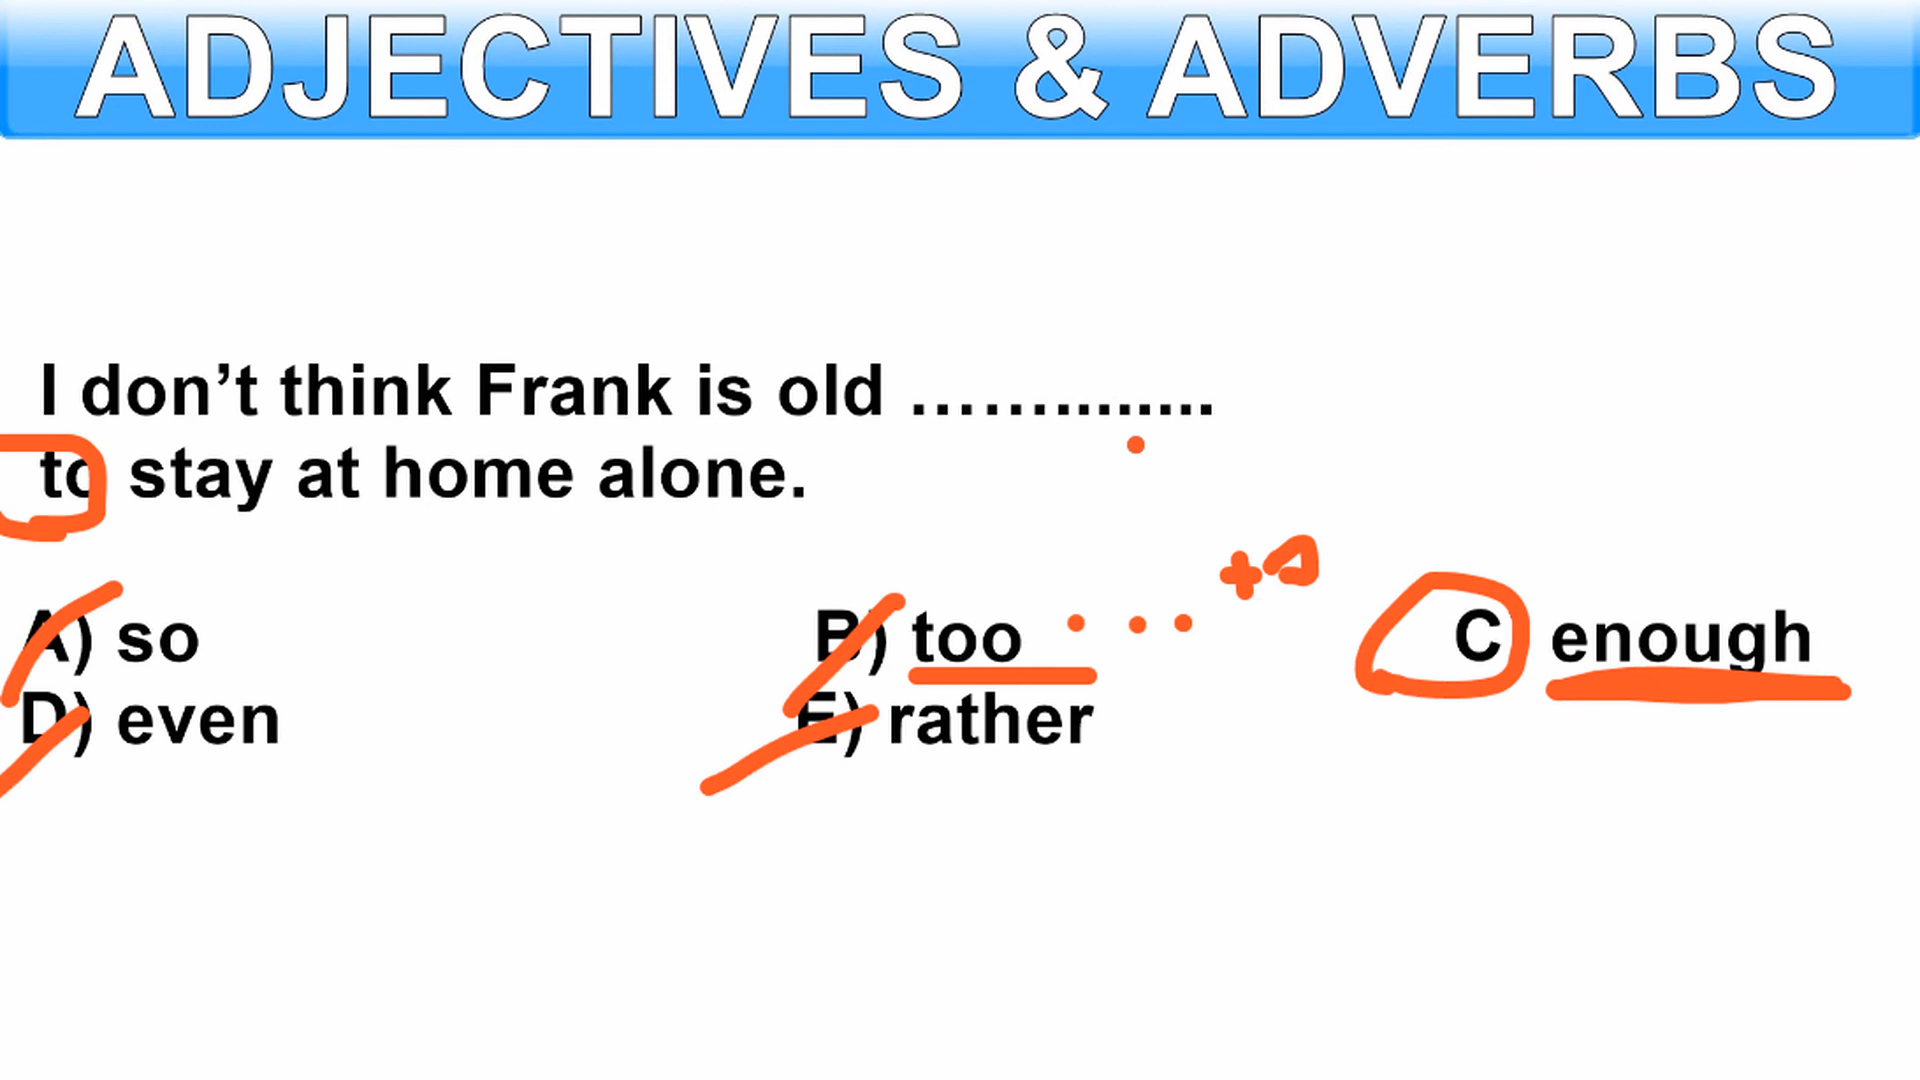 ADJECTIVES & ADVERBS
I don’t think Frank is old ……........
to stay at home alone.
A) so B) too C enough
D) even E) rather